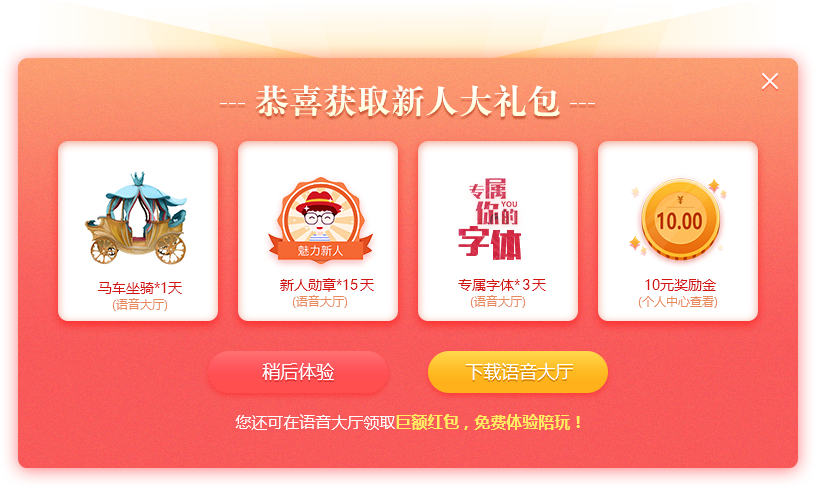 --- 恭喜获取新人大礼包 ---
专属
YOU
你的
字体
¥
10.00
魅力新人
马车坐骑*1天
(语音大厅)
新人勋章*15天
(语音大厅)
专属字体*3天
(语音大厅)
10元奖励金
(个人中心查看)
稍后体验
下载语音大厅
您还可在语音大厅领取巨额红包，免费体验陪玩！